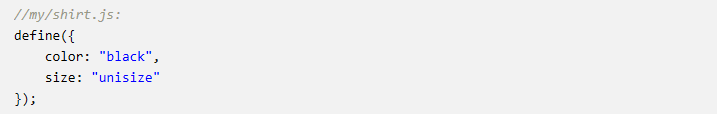 //my/shirt.js:
define({
    color: "black",
    size: "unisize"
});